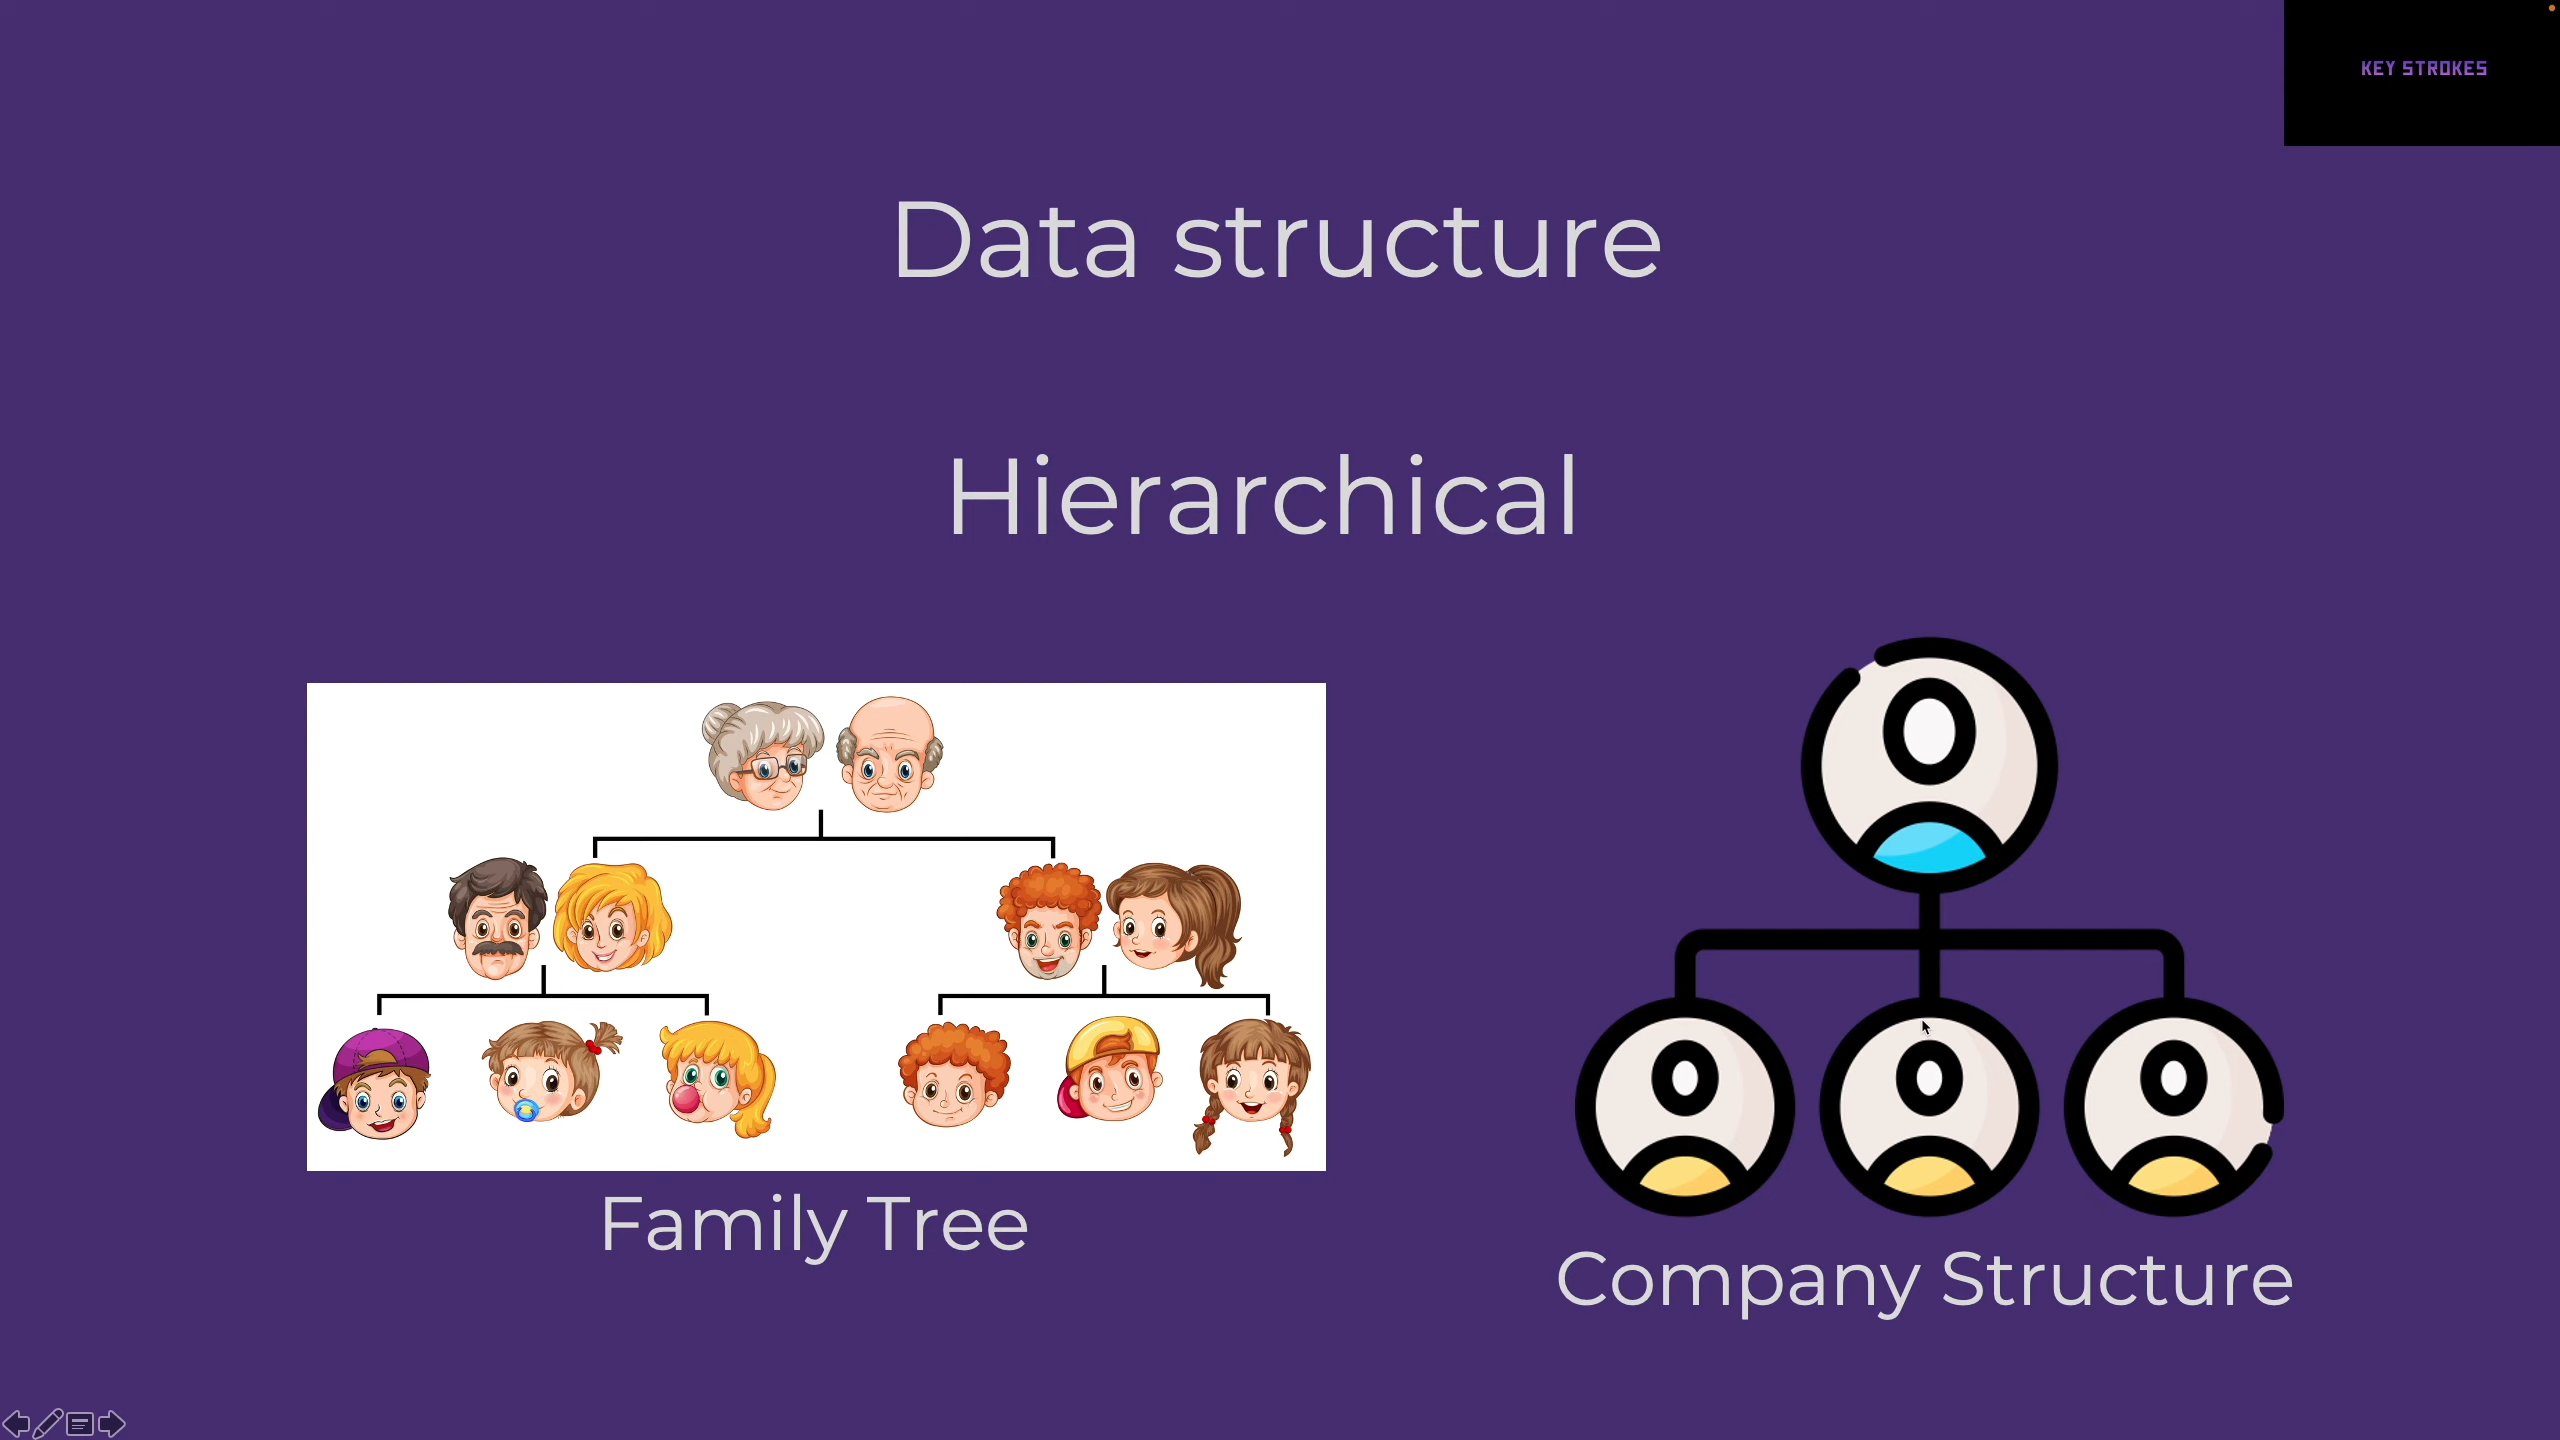 KEY STROKES
Data structure
Hierarchical
Family Tree
Company Structure